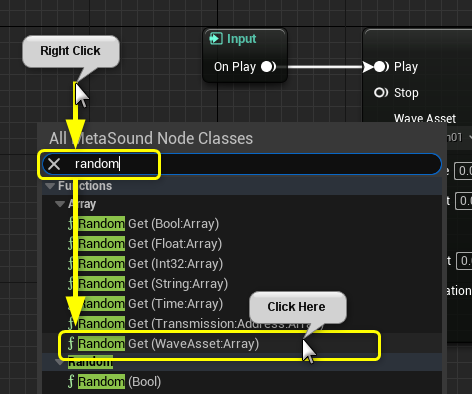 Input
Right Click
On Play
Play
Stop
Wave Asset
All MetaSound Node Classes
random
Functions
Array
Random Get (Bool:Array)
Random Get (Float:Array)
Random Get (Int32:Array)
Random Get (String:Array)
Random Get (Time:Array)
Click Here
Random Get (Transmission:Address:Array)
Random Get (WaveAsset:Array)
Random
Random (Bool)